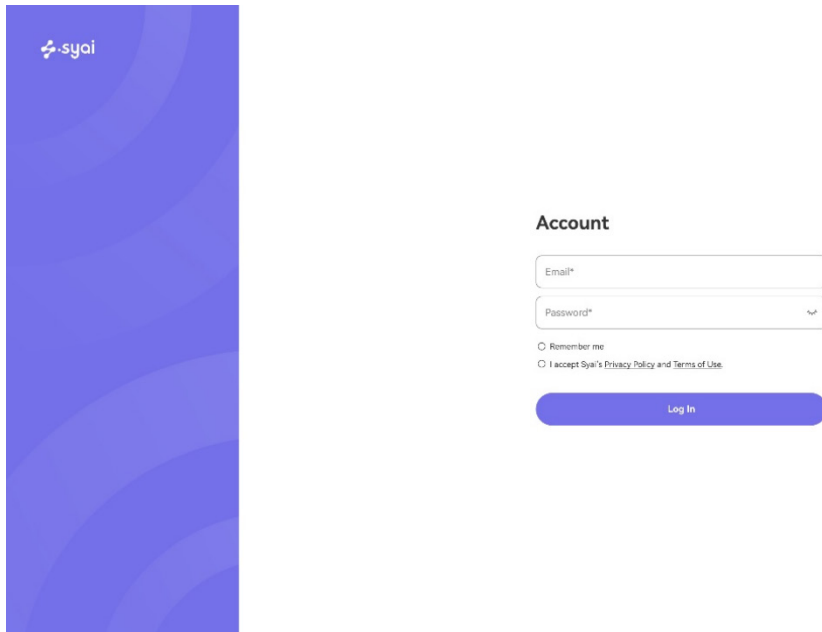 syai
Account
Email*
Password*
Remember me
I accept Syai's Privacy Policy and Terms of Use.
Log In